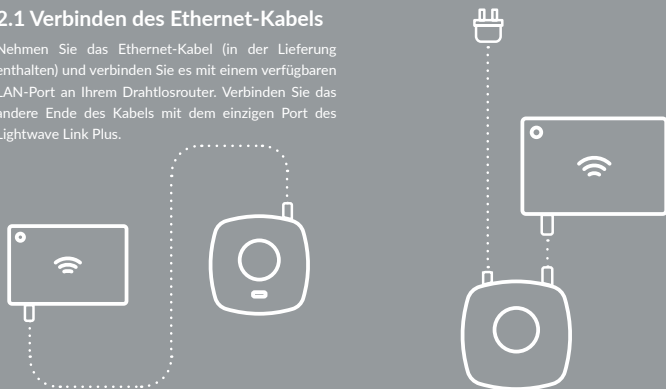 2.1 Verbinden des Ethernet-Kabels
Nehmen Sie das Ethernet-Kabel (in der Lieferung
enthalten) und verbinden Sie es mit einem verfügbaren
LAN-Port an Ihrem Drahtlosrouter. Verbinden Sie das
andere Ende des Kabels mit dem einzigen Port des
Lightwave Link Plus.